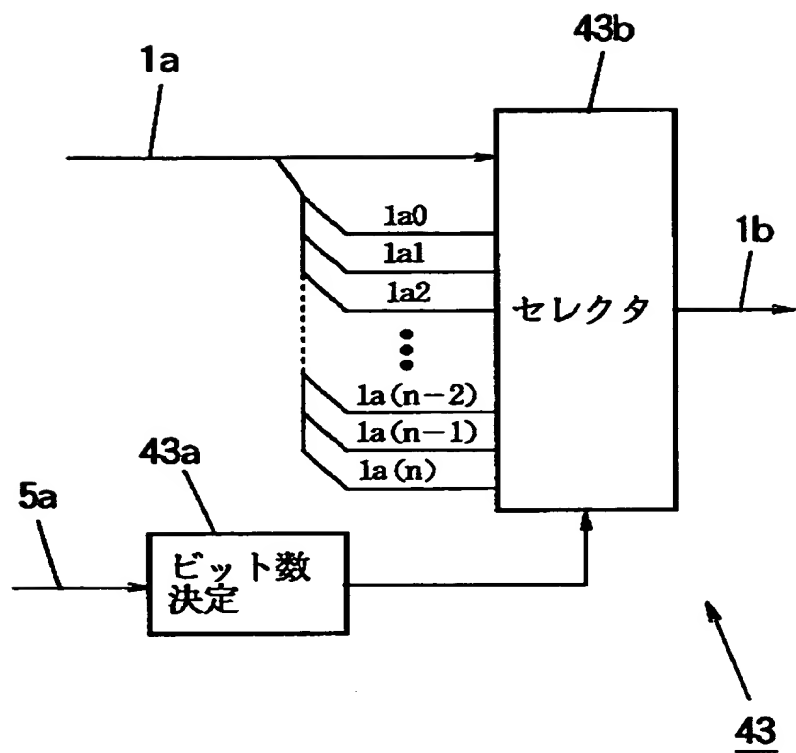 43b
1a
1a0
1a1
1a2
1b
セレクタ
1a(n−2)
1a(n−1)
1a(n)
43a
5a
ビット数
決定
43